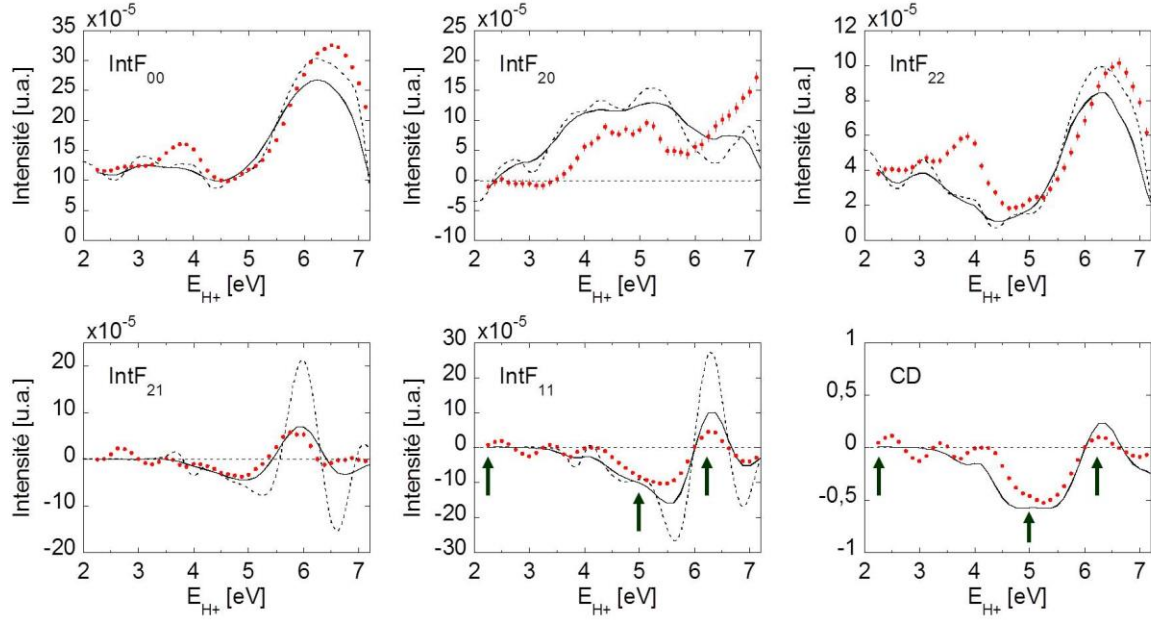 x10⁻⁵
35
30
25
20
15
10
5
0
IntF₀₀
Intensité [u.a.]
2 3 4 5 6 7
E_H+ [eV]
x10⁻⁵
25
20
15
10
5
0
-5
-10
IntF₂₀
Intensité [u.a.]
2 3 4 5 6 7
E_H+ [eV]
x10⁻⁵
12
10
8
6
4
2
0
IntF₂₂
Intensité [u.a.]
2 3 4 5 6 7
E_H+ [eV]
x10⁻⁵
20
10
0
-10
-20
IntF₂₁
Intensité [u.a.]
2 3 4 5 6 7
E_H+ [eV]
x10⁻⁵
30
20
10
0
-10
-20
-30
IntF₁₁
Intensité [u.a.]
2 3 4 5 6 7
E_H+ [eV]
1
0,5
0
-0,5
-1
CD
2 3 4 5 6 7
E_H+ [eV]